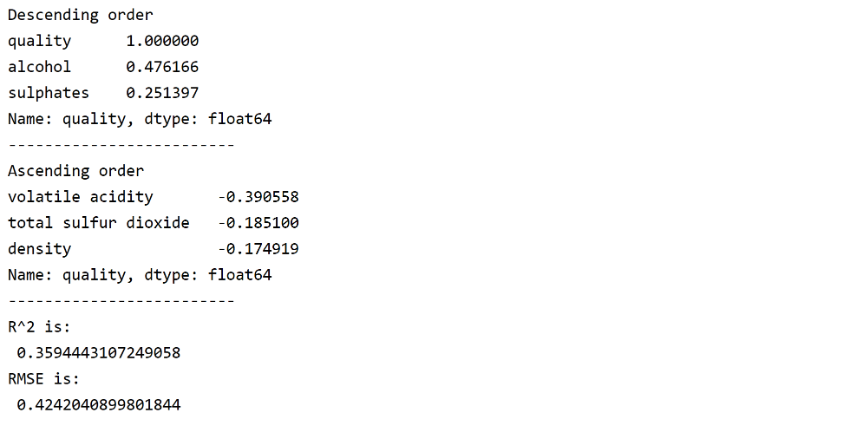 Descending order
quality      1.000000
alcohol      0.476166
sulphates    0.251397
Name: quality, dtype: float64
-------------------------
Ascending order
volatile acidity       -0.390558
total sulfur dioxide   -0.185100
density                -0.174919
Name: quality, dtype: float64
-------------------------
R^2 is:
 0.3594443107249058
RMSE is:
 0.4242040899801844